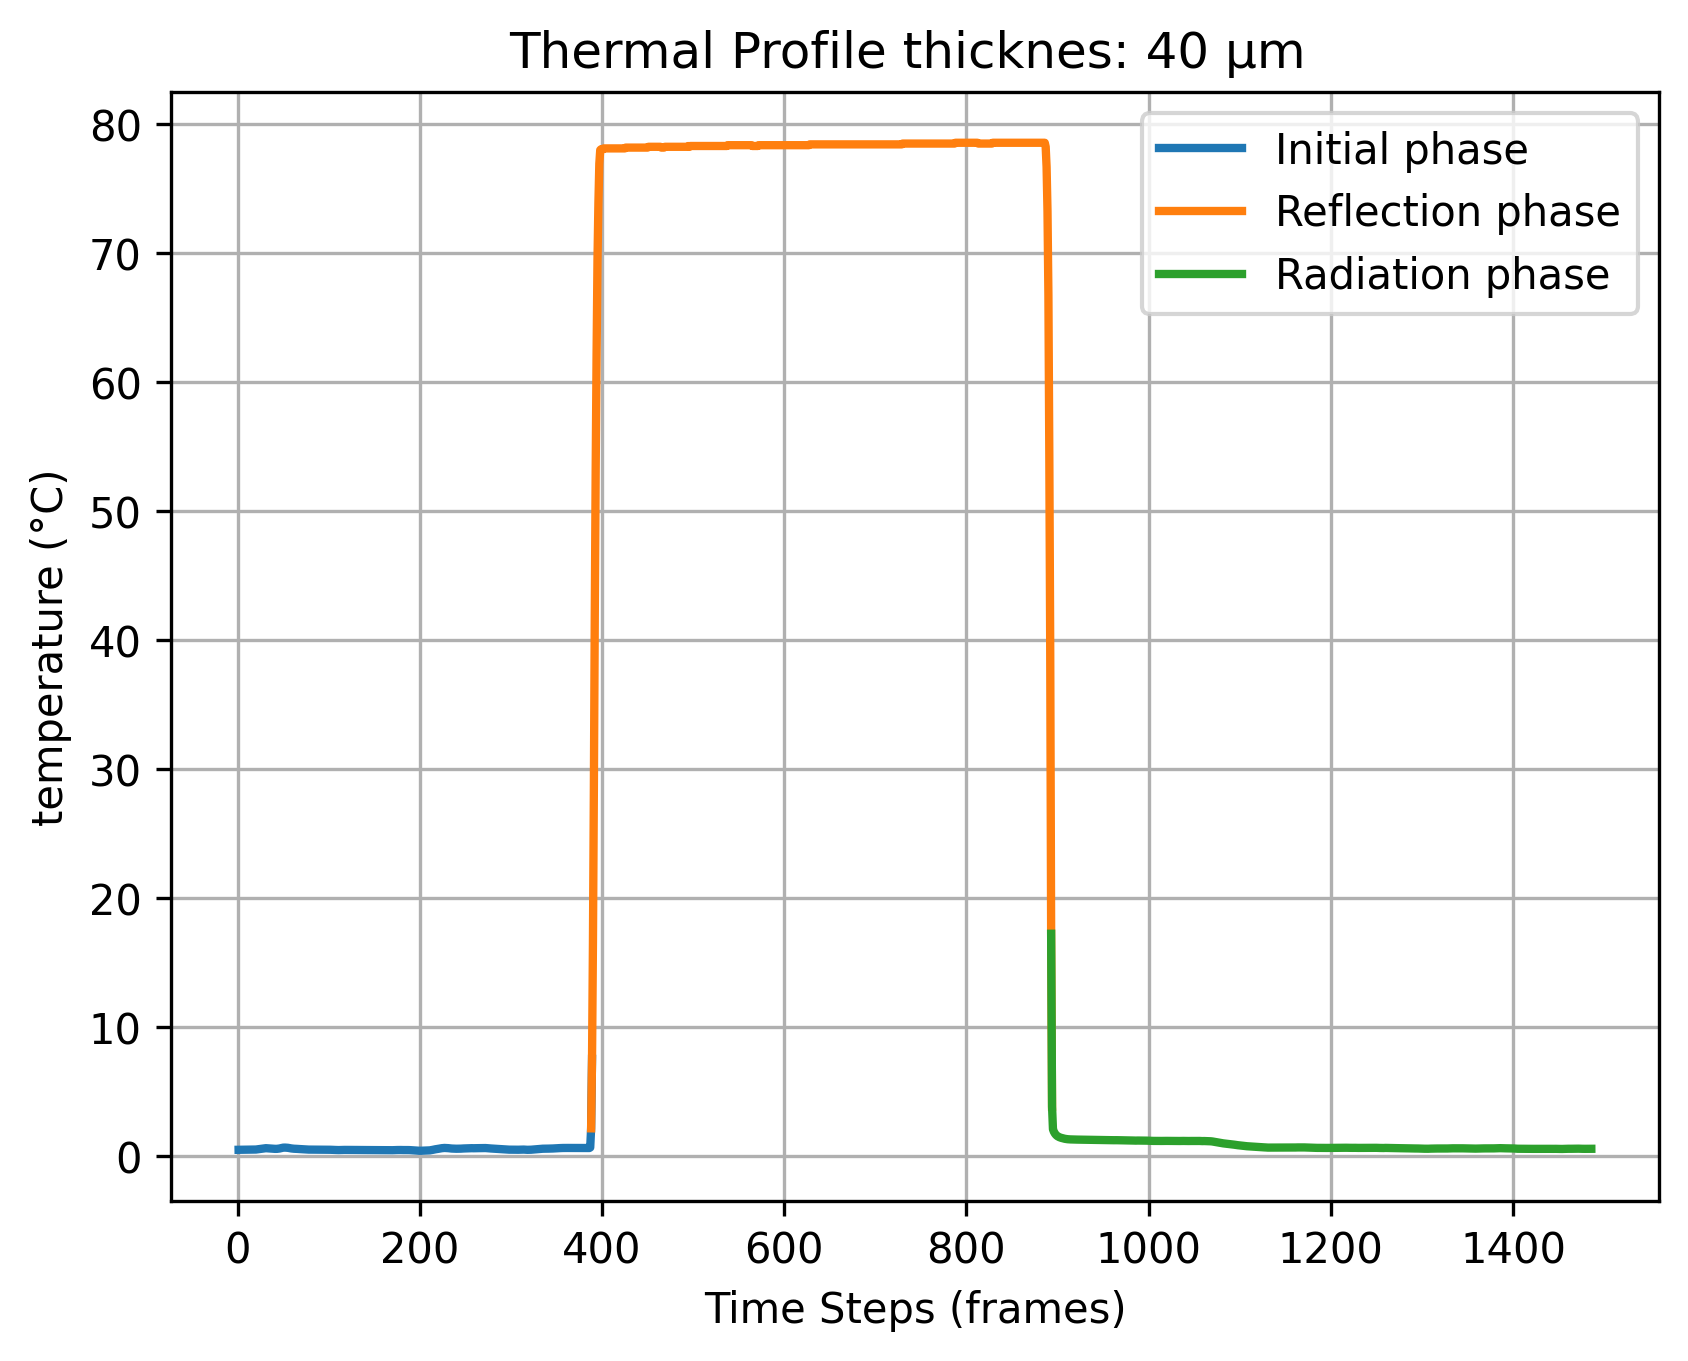 Thermal Profile thicknes: 40 μm
80
70
60
50
40
30
20
10
0
temperature (°C)
Initial phase
Reflection phase
Radiation phase
0 200 400 600 800 1000 1200 1400
Time Steps (frames)